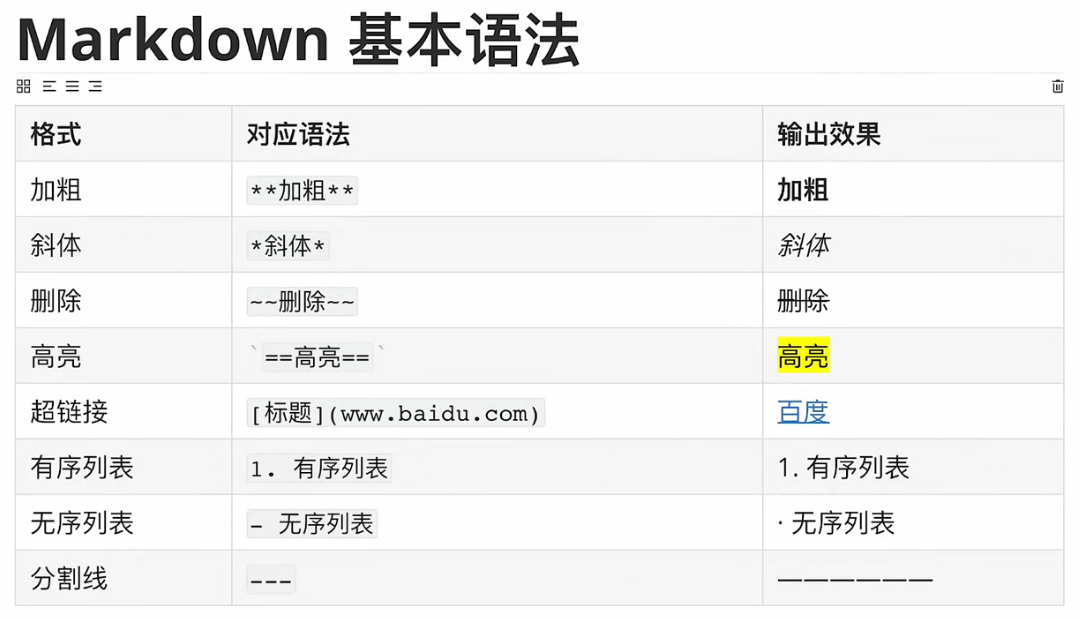 Markdown 基本语法
格式 对应语法 输出效果
加粗 **加粗** 加粗
斜体 *斜体* 斜体
删除 ~~删除~~ 删除
高亮 `==高亮==` 高亮
超链接 [标题](www.baidu.com) 百度
有序列表 1. 有序列表 1. 有序列表
无序列表 - 无序列表 · 无序列表
分割线 --- ——————